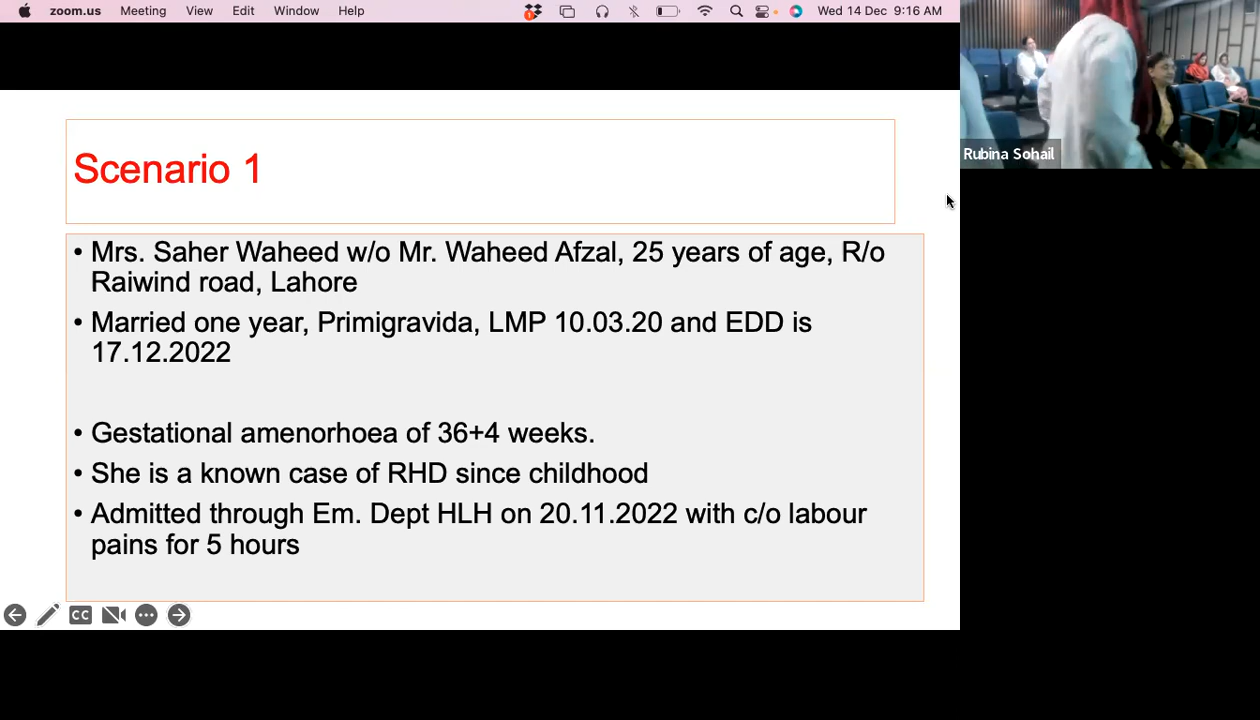 zoom.us Meeting View Edit Window Help Wed 14 Dec 9:16 AM
Rubina Sohail
Scenario 1
• Mrs. Saher Waheed w/o Mr. Waheed Afzal, 25 years of age, R/o
Raiwind road, Lahore
• Married one year, Primigravida, LMP 10.03.20 and EDD is
17.12.2022
• Gestational amenorhoea of 36+4 weeks.
• She is a known case of RHD since childhood
• Admitted through Em. Dept HLH on 20.11.2022 with c/o labour
pains for 5 hours
CC